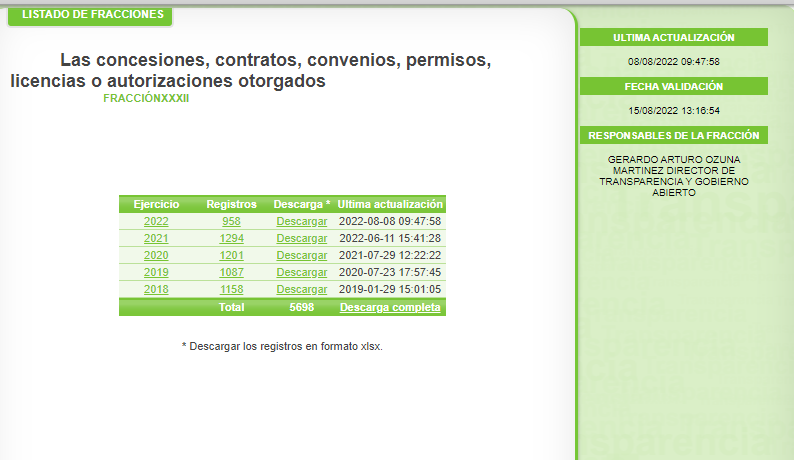 LISTADO DE FRACCIONES
Las concesiones, contratos, convenios, permisos,
licencias o autorizaciones otorgados
FRACCIÓNXXXII
Ejercicio Registros Descarga * Ultima actualización
2022 958 Descargar 2022-08-08 09:47:58
2021 1294 Descargar 2022-06-11 15:41:28
2020 1201 Descargar 2021-07-29 12:22:22
2019 1087 Descargar 2020-07-23 17:57:45
2018 1158 Descargar 2019-01-29 15:01:05
Total 5698 Descarga completa
* Descargar los registros en formato xlsx.
ULTIMA ACTUALIZACIÓN
08/08/2022 09:47:58
FECHA VALIDACIÓN
15/08/2022 13:16:54
RESPONSABLES DE LA FRACCIÓN
GERARDO ARTURO OZUNA
MARTINEZ DIRECTOR DE
TRANSPARENCIA Y GOBIERNO
ABIERTO